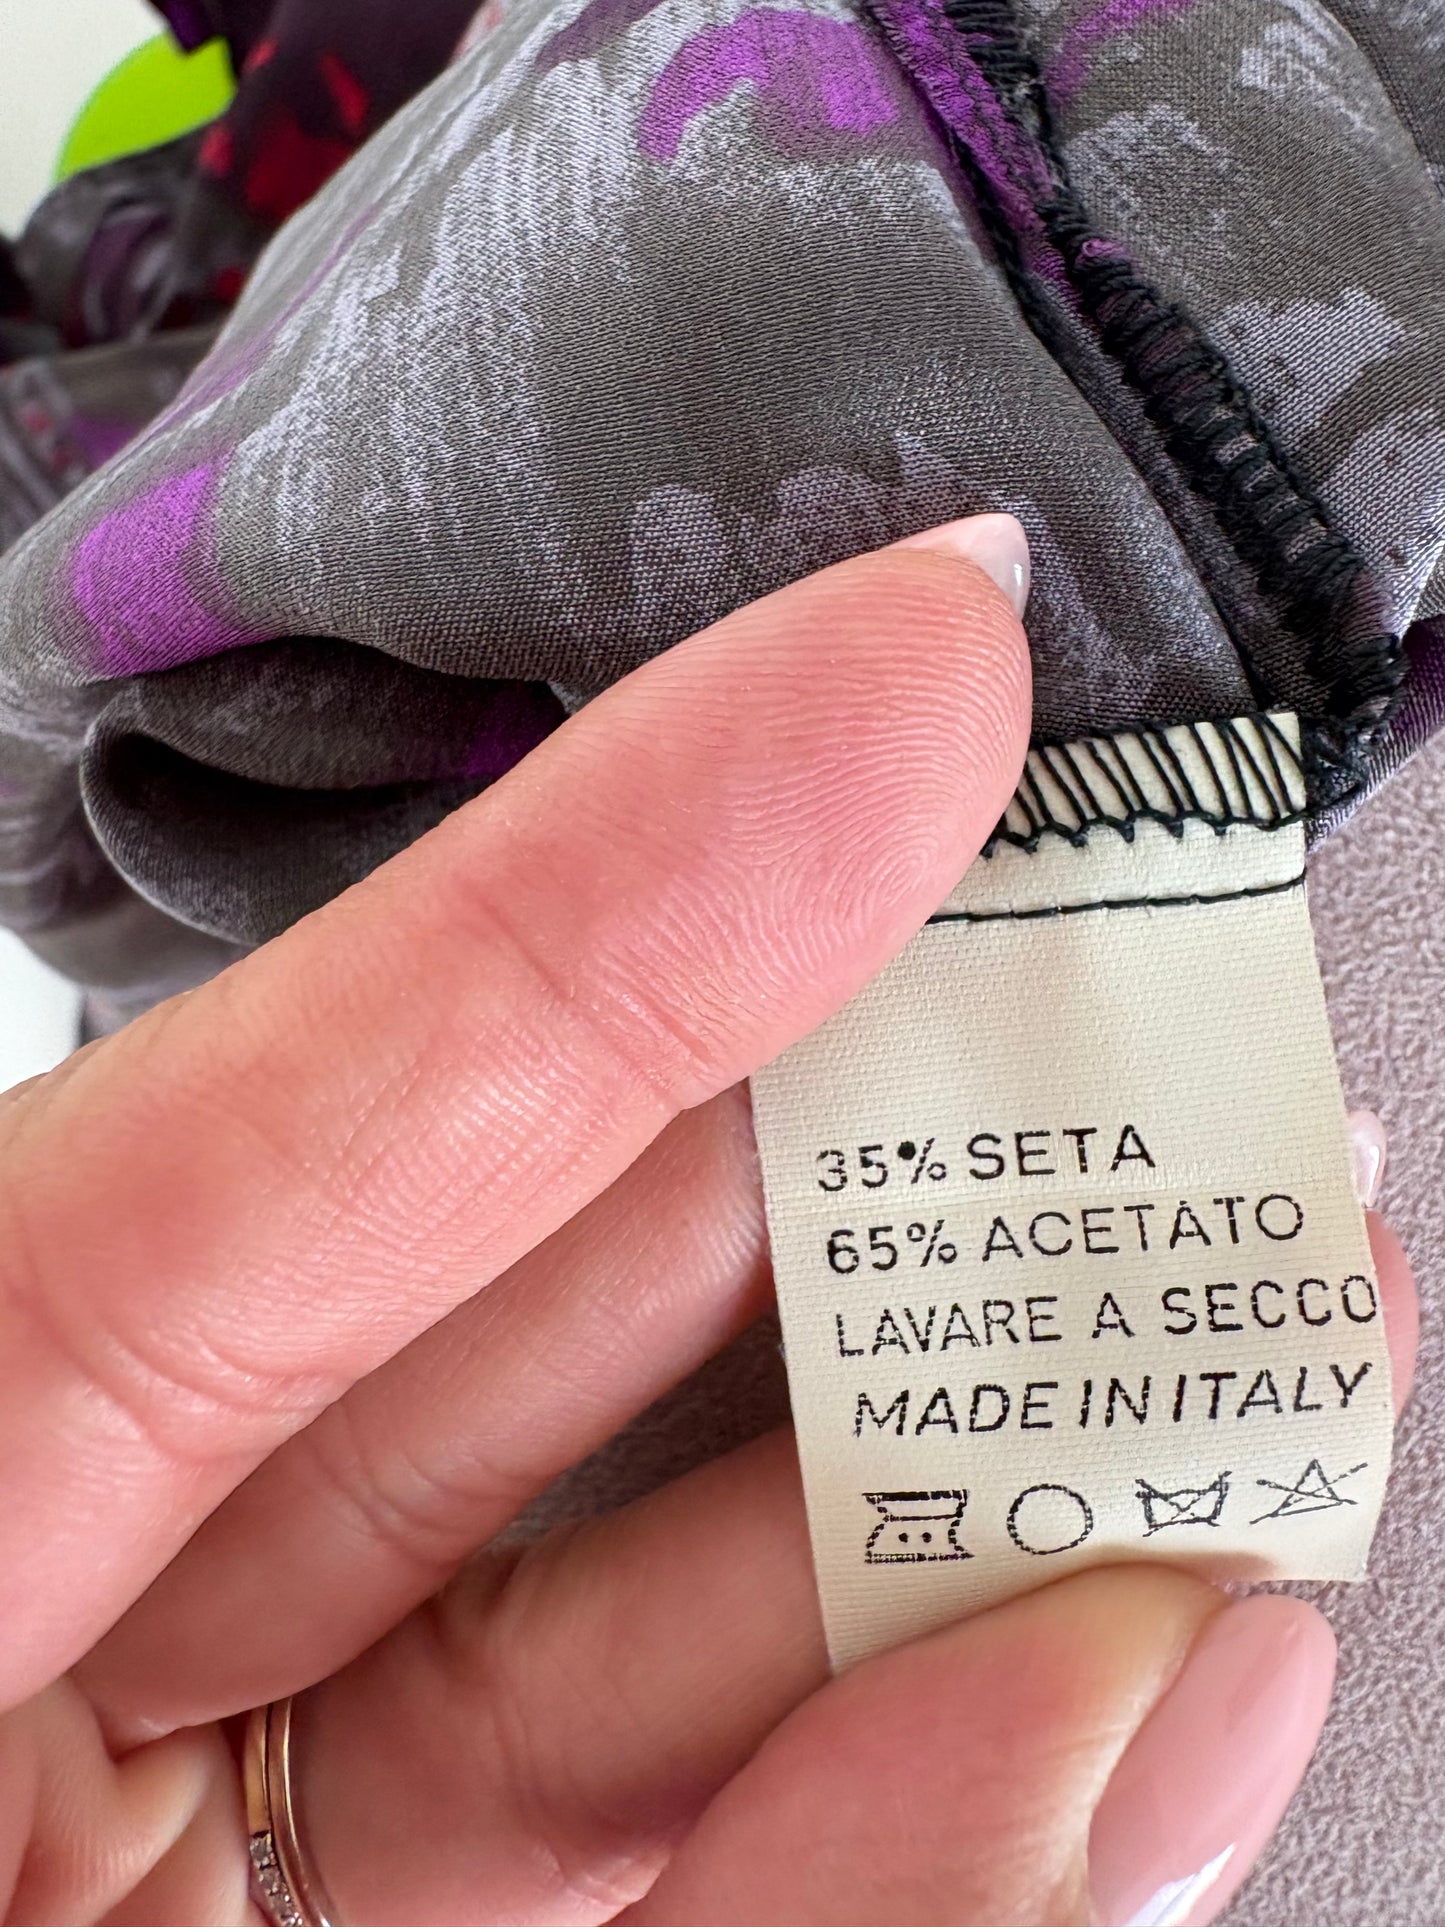 35% SETA
65% ACETATO
LAVARE A SECCO
MADE IN ITALY